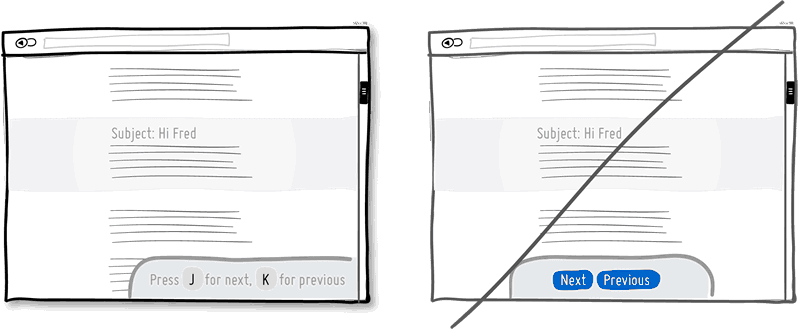 Subject: Hi Fred
Press J for next, K for previous
Subject: Hi Fred
Next Previous